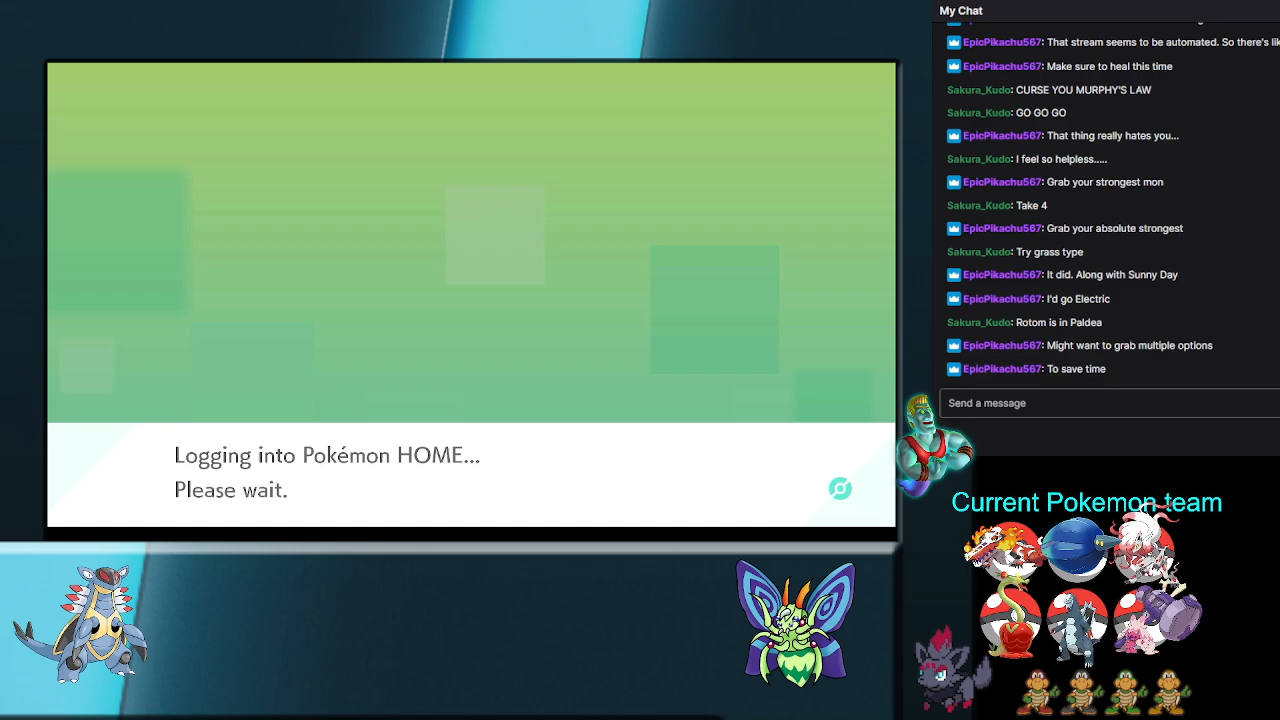 My Chat
EpicPikachu567: That stream seems to be automated. So there's li
EpicPikachu567: Make sure to heal this time
Sakura_Kudo: CURSE YOU MURPHY'S LAW
Sakura_Kudo: GO GO GO
EpicPikachu567: That thing really hates you...
Sakura_Kudo: I feel so helpless.....
EpicPikachu567: Grab your strongest mon
Sakura_Kudo: Take 4
EpicPikachu567: Grab your absolute strongest
Sakura_Kudo: Try grass type
EpicPikachu567: It did. Along with Sunny Day
EpicPikachu567: I'd go Electric
Sakura_Kudo: Rotom is in Paldea
EpicPikachu567: Might want to grab multiple options
EpicPikachu567: To save time
Send a message
Logging into Pokémon HOME...
Please wait.
Current Pokemon team